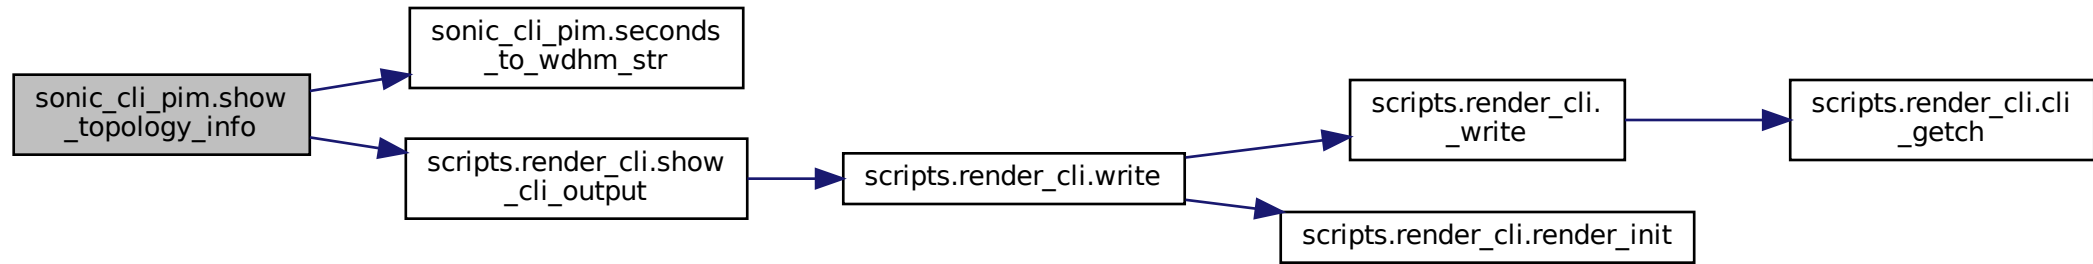 sonic_cli_pim.show
_topology_info
sonic_cli_pim.seconds
_to_wdhm_str
scripts.render_cli.show
_cli_output
scripts.render_cli.write
scripts.render_cli.
_write
scripts.render_cli.render_init
scripts.render_cli.cli
_getch